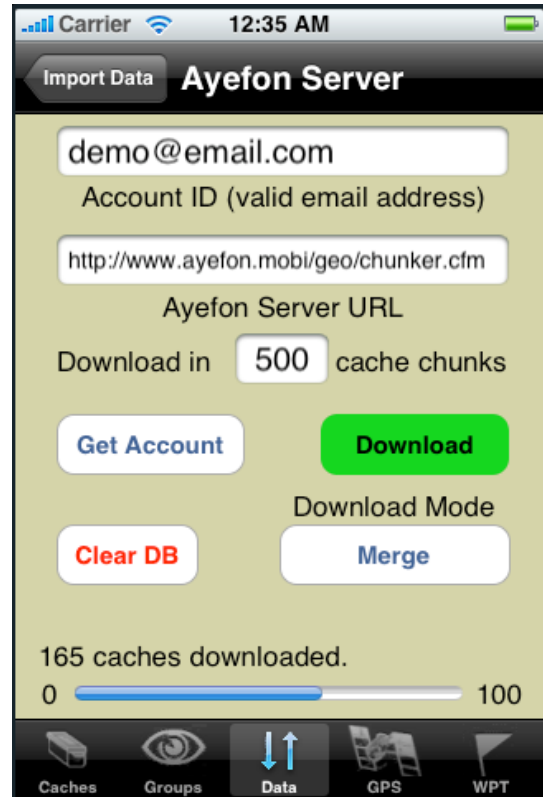 Carrier 12:35 AM
Import Data Ayefon Server
demo@email.com
Account ID (valid email address)
http://www.ayefon.mobi/geo/chunker.cfm
Ayefon Server URL
Download in 500 cache chunks
Get Account Download
Download Mode
Clear DB Merge
165 caches downloaded.
0 100
Caches Groups Data GPS WPT